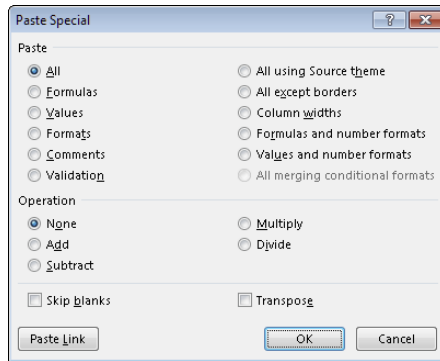 Paste Special
Paste
All
All using Source theme
Formulas
All except borders
Values
Column widths
Formats
Formulas and number formats
Comments
Values and number formats
Validation
All merging conditional formats
Operation
None
Multiply
Add
Divide
Subtract
Skip blanks
Transpose
Paste Link
OK
Cancel